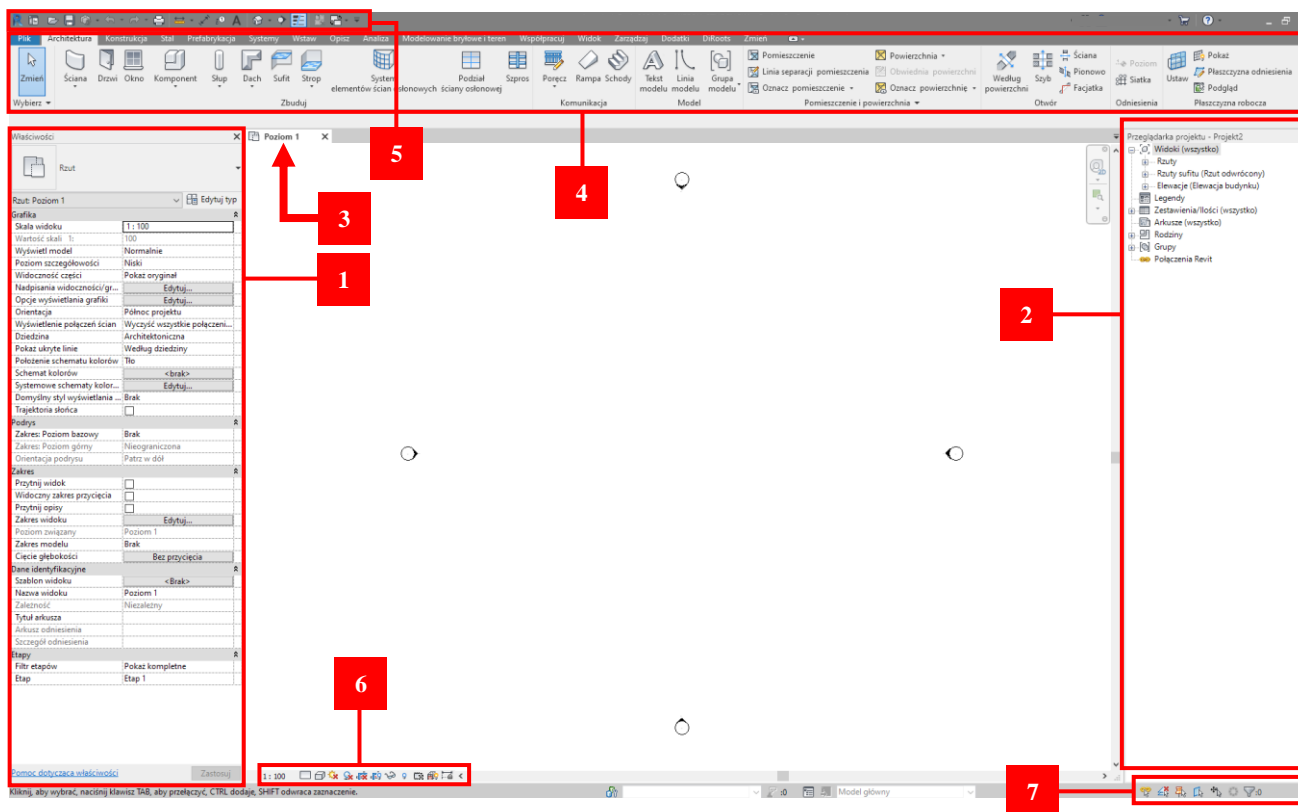 Plik Architektura Konstrukcja Stal Prefabrykacja Systemy Wstaw Opisz Analiza Modelowanie bryłowe i teren Współpracuj Widok Zarządzaj Dodatki DiRoots Zmień
Zmień
Wybierz
Ściana Drzwi Okno Komponent Słup Dach Sufit Strop
System elementów ścian osłonowych
Podział ściany osłonowej
Szpros
Zbuduj
Poręcz Rampa Schody
Komunikacja
Tekst modelu
Linia modelu
Grupa modelu
Model
Pomieszczenie
Linia separacji pomieszczenia
Oznacz pomieszczenie
Powierzchnia
Obwiednia powierzchni
Oznacz powierzchnię
Pomieszczenie i powierzchnia
Według powierzchni
Szyb
Ściana
Pionowo
Facjatka
Otwór
Poziom
Siatka
Odniesienia
Ustaw
Pokaż
Płaszczyzna odniesienia
Podgląd
Płaszczyzna robocza
5
4
3
1
2
6
7
Właściwości
Rzut
Rzut: Poziom 1
Edytuj typ
Grafika
Skala widoku 1 : 100
Wartość skali 1: 100
Wyświetl model Normalnie
Poziom szczegółowości Niski
Widoczność części Pokaż oryginał
Nadpisania widoczności/gr... Edytuj...
Opcje wyświetlania grafiki Edytuj...
Orientacja Północ projektu
Wyświetlenie połączeń ścian Wyczyść wszystkie połączeni...
Dziedzina Architektoniczna
Pokaż ukryte linie Według dziedziny
Położenie schematu kolorów Tło
Schemat kolorów <brak>
Systemowe schematy kolor... Edytuj...
Domyślny styl wyświetlania ... Brak
Trajektoria słońca
Podrys
Zakres: Poziom bazowy Brak
Zakres: Poziom górny Nieograniczona
Orientacja podrysu Patrz w dół
Zakres
Przytnij widok
Widoczny zakres przycięcia
Przytnij opisy
Zakres widoku Edytuj...
Poziom związany Poziom 1
Zakres modelu Brak
Cięcie głębokości Bez przycięcia
Dane identyfikacyjne
Szablon widoku <Brak>
Nazwa widoku Poziom 1
Zależność Niezależny
Tytuł arkusza
Arkusz odniesienia
Szczegół odniesienia
Etapy
Filtr etapów Pokaż kompletne
Etap Etap 1
Pomoc dotycząca właściwości
Zastosuj
Poziom 1
Przeglądarka projektu - Projekt2
Widoki (wszystko)
Rzuty
Rzuty sufitu (Rzut odwrócony)
Elewacje (Elewacja budynku)
Legendy
Zestawienia/Ilości (wszystko)
Arkusze (wszystko)
Rodziny
Grupy
Połączenia Revit
1 : 100
Kliknij, aby wybrać, naciśnij klawisz TAB, aby przełączyć, CTRL dodaje, SHIFT odwraca zaznaczenie.
:0
Model główny
:0